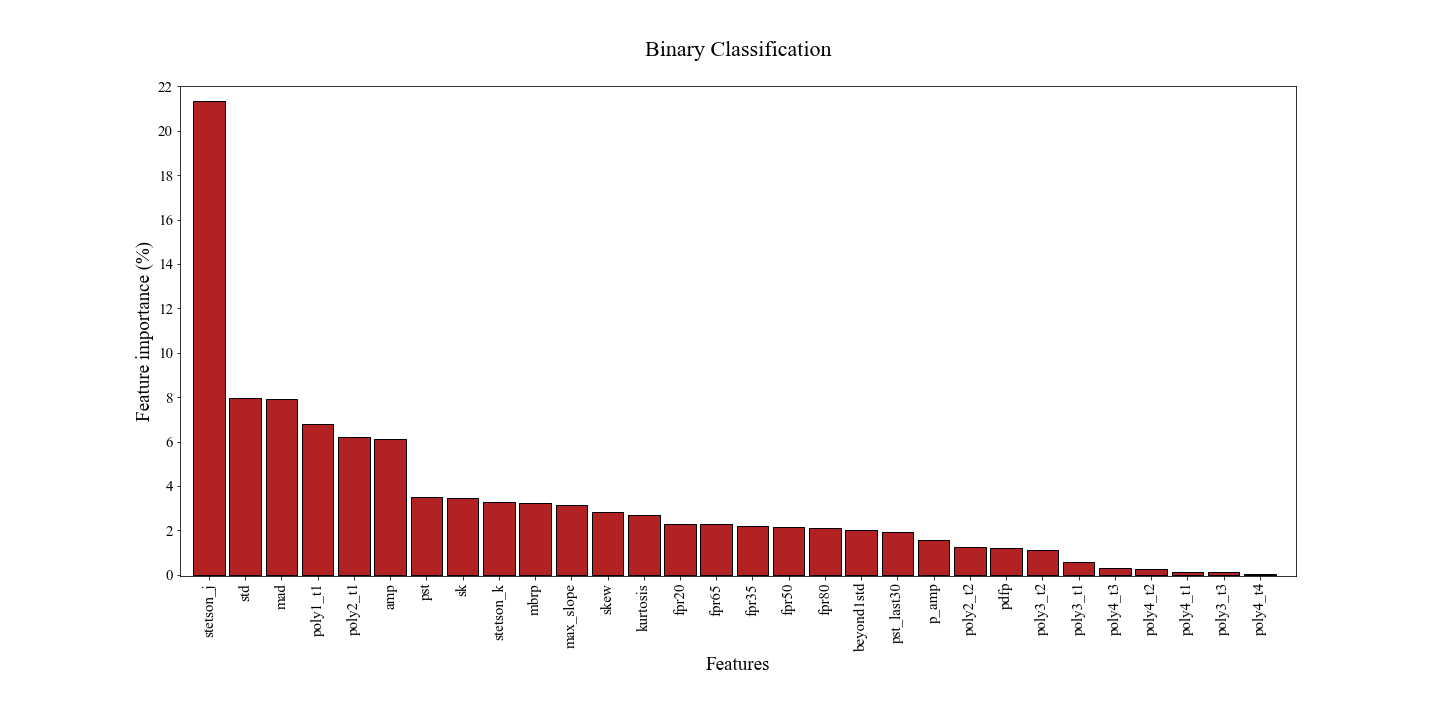 Binary Classification
22
20
18
16
14
12
10
8
6
4
2
0
Feature importance (%)
stetson_j
std
mad
poly1_t1
poly2_t1
amp
pst
sk
stetson_k
mbrp
max_slope
skew
kurtosis
fpr20
fpr65
fpr35
fpr50
fpr80
beyond1std
pst_last30
p_amp
poly2_t2
pdfp
poly3_t2
poly3_t1
poly4_t3
poly4_t2
poly4_t1
poly3_t3
poly4_t4
Features